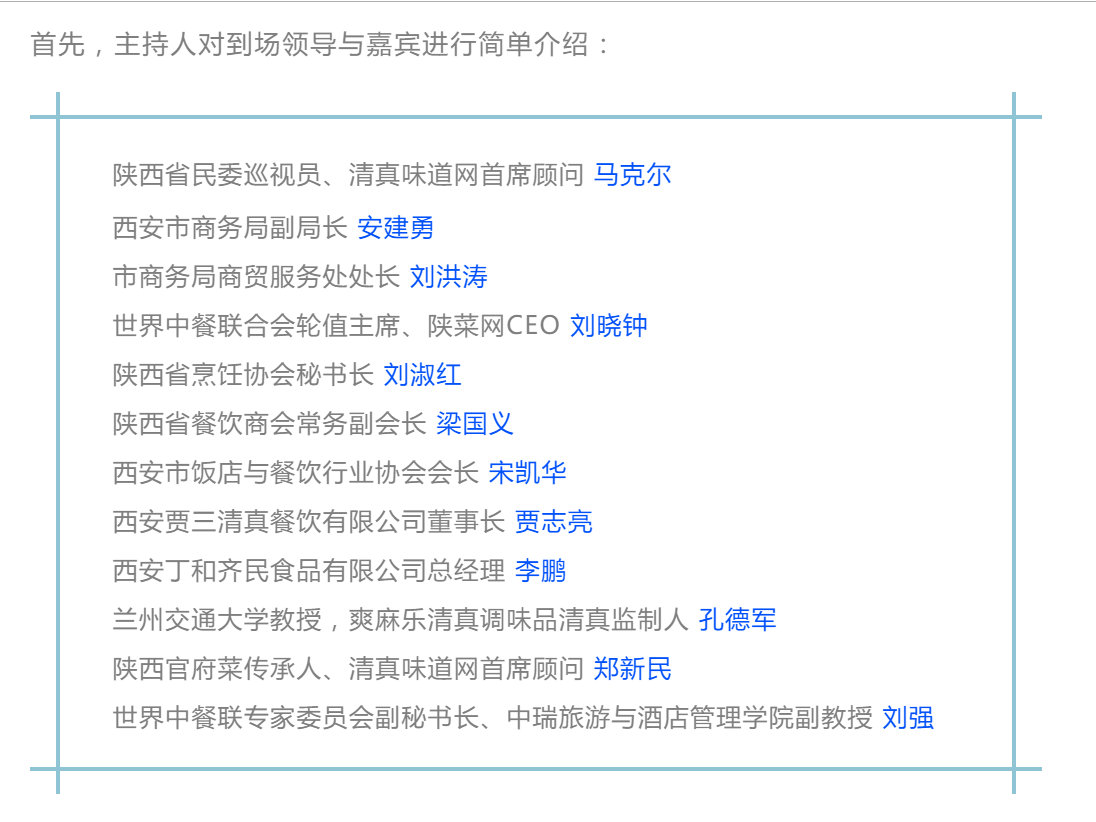 首先，主持人对到场领导与嘉宾进行简单介绍：
陕西省民委巡视员、清真味道网首席顾问 马克尔
西安市商务局副局长 安建勇
市商务局商贸服务处处长 刘洪涛
世界中餐联合会轮值主席、陕菜网CEO 刘晓钟
陕西省烹饪协会秘书长 刘淑红
陕西省餐饮商会常务副会长 梁国义
西安市饭店与餐饮行业协会会长 宋凯华
西安贾三清真餐饮有限公司董事长 贾志亮
西安丁和齐民食品有限公司总经理 李鹏
兰州交通大学教授，爽麻乐清真调味品清真监制人 孔德军
陕西官府菜传承人、清真味道网首席顾问 郑新民
世界中餐联专家委员会副秘书长、中瑞旅游与酒店管理学院副教授 刘强